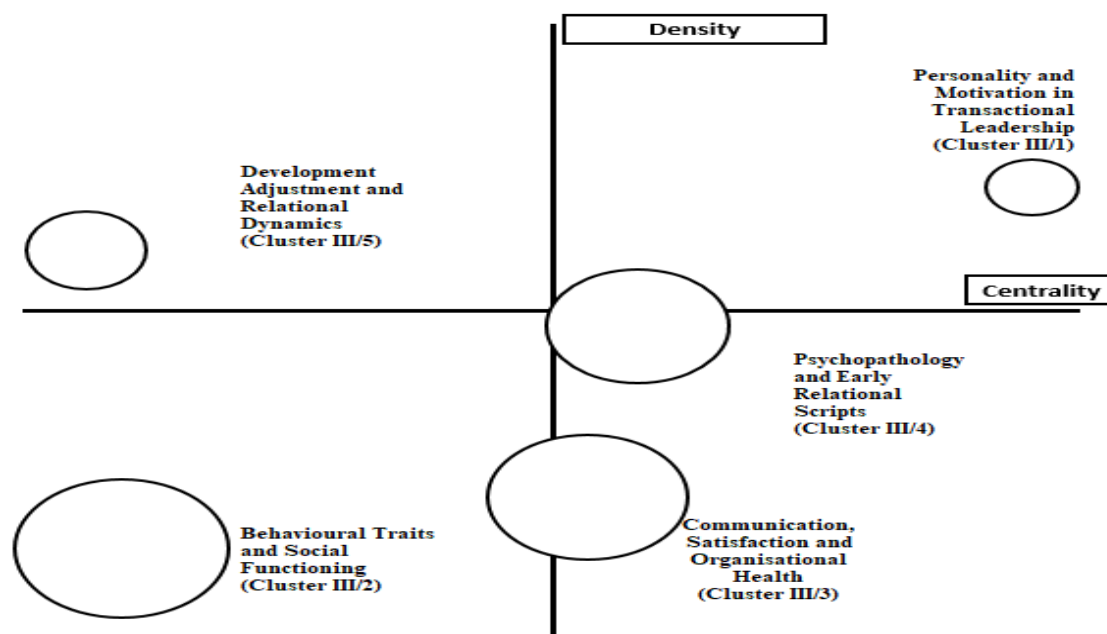 Density
Personality and
Motivation in
Transactional
Leadership
(Cluster III/1)
Development
Adjustment and
Relational
Dynamics
(Cluster III/5)
Centrality
Psychopathology
and Early
Relational
Scripts
(Cluster III/4)
Behavioural Traits
and Social
Functioning
(Cluster III/2)
Communication,
Satisfaction and
Organisational
Health
(Cluster III/3)